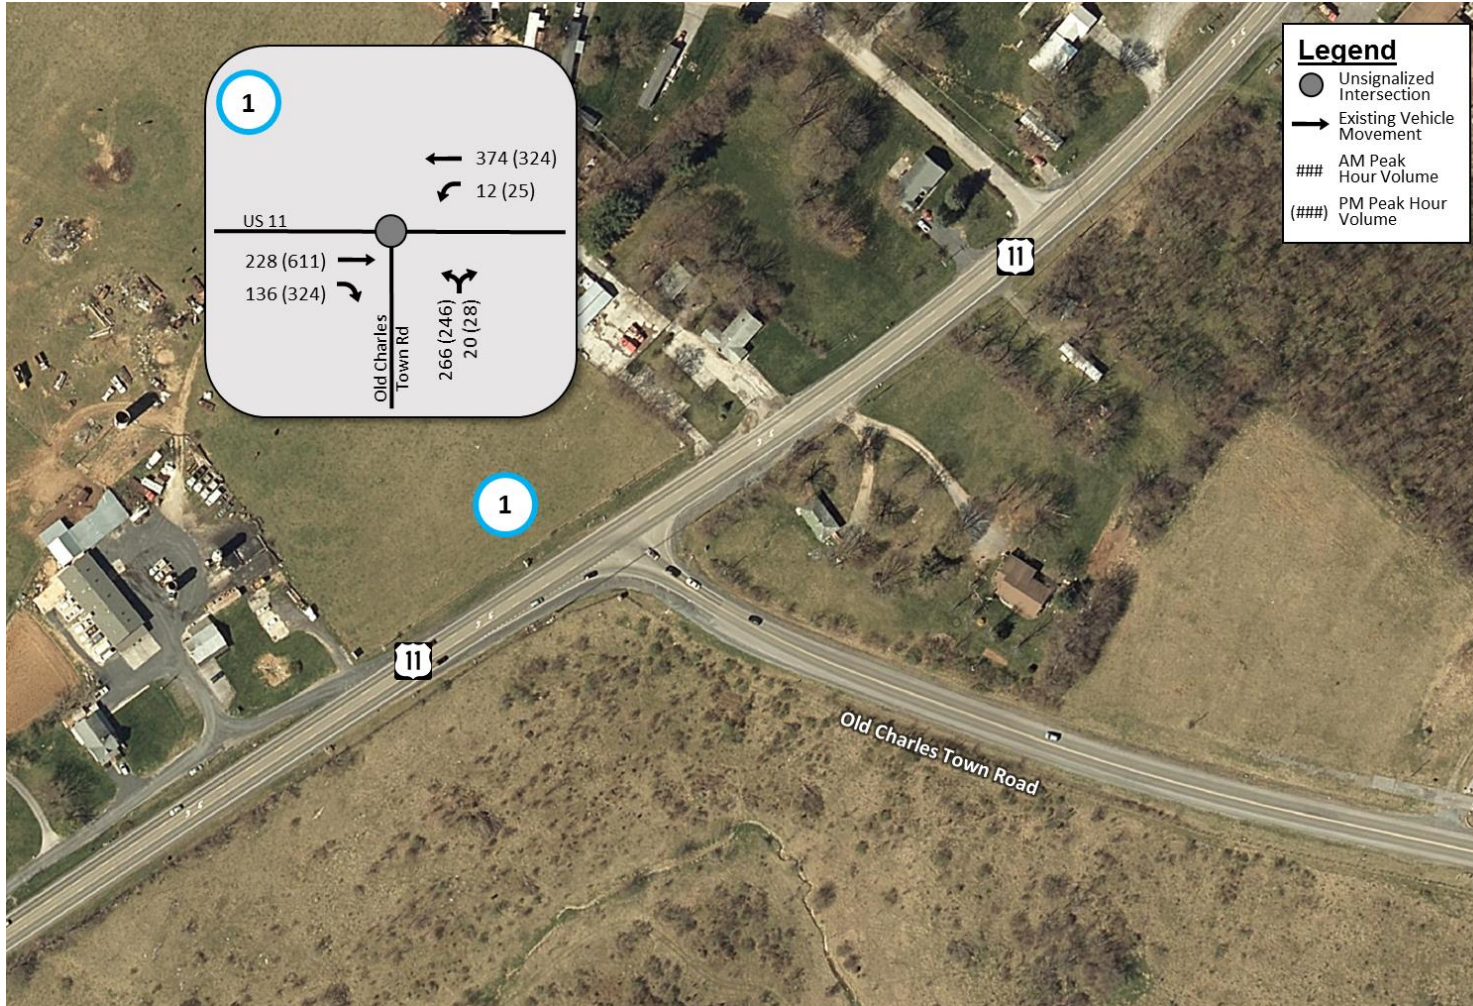 1
374 (324)
12 (25)
US 11
228 (611)
136 (324)
Old Charles
Town Rd
266 (246)
20 (28)
Legend
Unsignalized
Intersection
Existing Vehicle
Movement
### AM Peak
Hour Volume
(###) PM Peak Hour
Volume
11
1
11
Old Charles Town Road